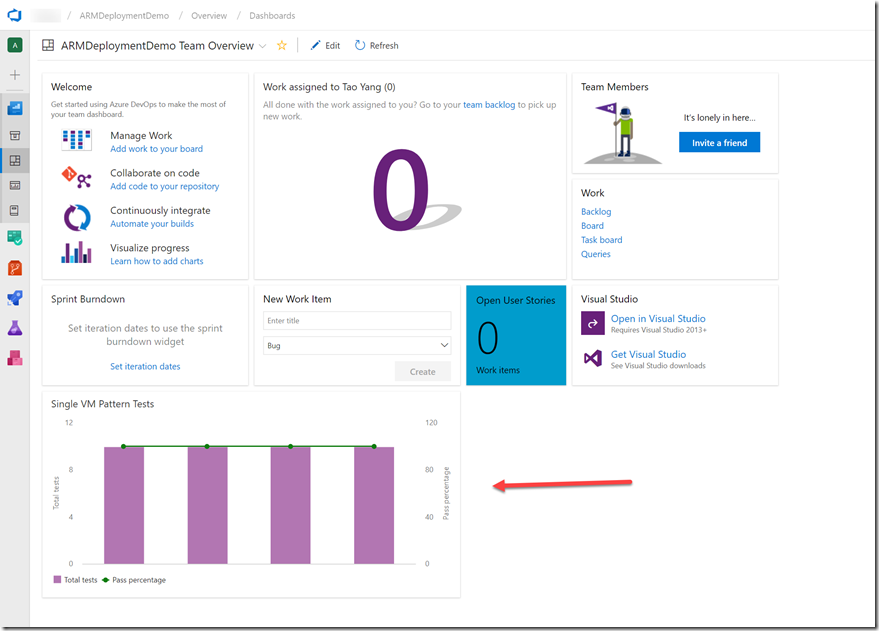 / ARMDeploymentDemo / Overview / Dashboards
A
ARMDeploymentDemo Team Overview
Edit
Refresh
Welcome
Get started using Azure DevOps to make the most of
your team dashboard.
Manage Work
Add work to your board
Collaborate on code
Add code to your repository
Continuously integrate
Automate your builds
Visualize progress
Learn how to add charts
Work assigned to Tao Yang (0)
All done with the work assigned to you? Go to your team backlog to pick up
new work.
0
Team Members
It's lonely in here...
Invite a friend
Work
Backlog
Board
Task board
Queries
Sprint Burndown
Set iteration dates to use the sprint
burndown widget
Set iteration dates
New Work Item
Enter title
Bug
Create
Open User Stories
0
Work items
Visual Studio
Open in Visual Studio
Requires Visual Studio 2013+
Get Visual Studio
See Visual Studio downloads
Single VM Pattern Tests
12
8
4
0
Total tests
120
80
40
0
Pass percentage
Total tests
Pass percentage